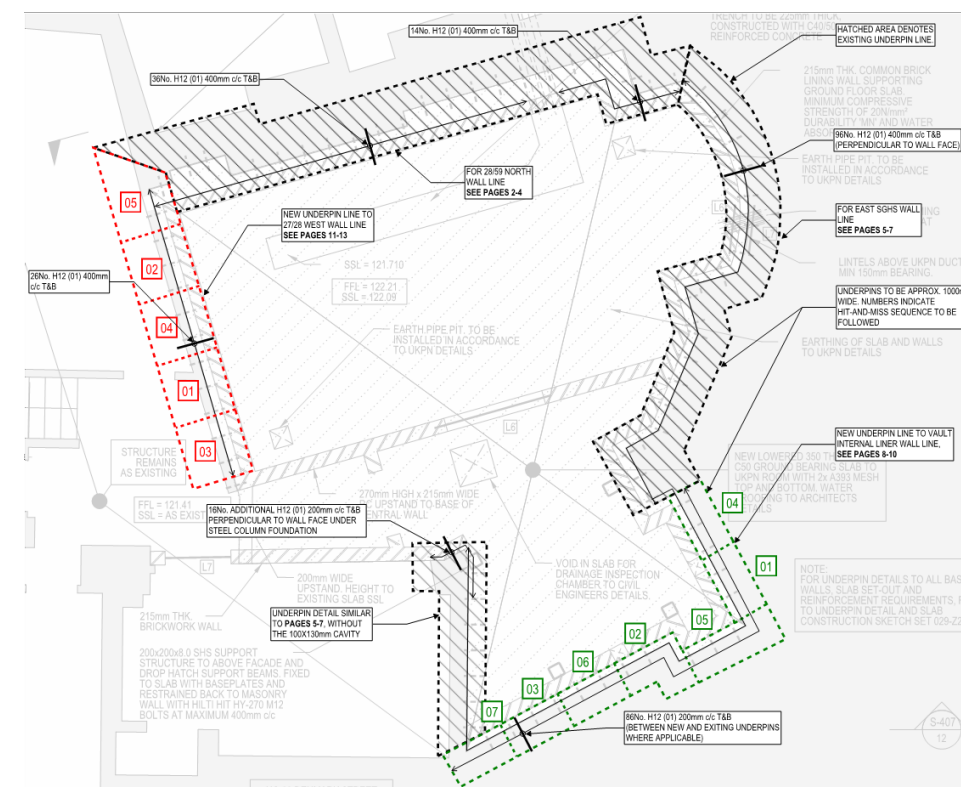 TRENCH TO BE 225mm THICK,
CONSTRUCTED WITH C40/50
REINFORCED CONCRETE
14No. H12 (01) 400mm c/c T&B
HATCHED AREA DENOTES
EXISTING UNDERPIN LINE.
36No. H12 (01) 400mm c/c T&B
215mm THK. COMMON BRICK
LINING WALL SUPPORTING
GROUND FLOOR SLAB.
MINIMUM COMPRESSIVE
STRENGTH OF 20N/mm²
DURABILITY 'MN' AND WATER
96No. H12 (01) 400mm c/c T&B
(PERPENDICULAR TO WALL FACE)
EARTH PIPE PIT. TO BE
INSTALLED IN ACCORDANCE
TO UKPN DETAILS
FOR 28/59 NORTH
WALL LINE
SEE PAGES 2-4
05
NEW UNDERPIN LINE TO
27/28 WEST WALL LINE
SEE PAGES 11-13
FOR EAST SGHS WALL
LINE
SEE PAGES 5-7
02
26No. H12 (01) 400mm
c/c T&B
SSL = 121.710
FFL = 122.21
SSL = 122.09
LINTELS ABOVE UKPN DUCT
MIN 150mm BEARING.
UNDERPINS TO BE APPROX. 1000m
WIDE. NUMBERS INDICATE
HIT-AND-MISS SEQUENCE TO BE
FOLLOWED
04
EARTH PIPE PIT. TO BE
INSTALLED IN ACCORDANCE
TO UKPN DETAILS
EARTHING OF SLAB AND WALLS
TO UKPN DETAILS
01
03
L6
STRUCTURE
REMAINS
AS EXISTING
NEW UNDERPIN LINE TO VAULT
INTERNAL LINER WALL LINE,
SEE PAGES 8-10
NEW LOWERED 350 TH
C50 GROUND BEARING SLAB TO
UKPN ROOM WITH 2x A393 MESH
TOP AND BOTTOM. WATER
TO ARCHITECTS
FFL = 121.41
SSL = AS EXIST
270mm HIGH x 215mm WIDE
UPSTAND TO BASE OF
WALL
16No. ADDITIONAL H12 (01) 200mm c/c T&B
PERPENDICULAR TO WALL FACE UNDER
STEEL COLUMN FOUNDATION
04
01
L7
200mm WIDE
UPSTAND. HEIGHT TO
EXISTING SLAB SSL
VOID IN SLAB FOR
DRAINAGE INSPECTION
CHAMBER TO CIVIL
ENGINEERS DETAILS.
NOTE:
FOR UNDERPIN DETAILS TO ALL BAS
WALLS. SLAB SET-OUT AND
REINFORCEMENT REQUIREMENTS,
TO UNDERPIN DETAIL AND SLAB
CONSTRUCTION SKETCH SET 029-Z2
215mm THK.
BRICKWORK WALL
UNDERPIN DETAIL SIMILAR
TO PAGES 5-7, WITHOUT
THE 100X130mm CAVITY
05
02
06
03
07
200x200x8.0 SHS SUPPORT
STRUCTURE TO ABOVE FACADE AND
DROP HATCH SUPPORT BEAMS. FIXED
TO SLAB WITH BASEPLATES AND
RESTRAINED BACK TO MASONRY
WALL WITH HILTI HIT HY-270 M12
BOLTS AT MAXIMUM 400mm c/c
86No. H12 (01) 200mm c/c T&B
(BETWEEN NEW AND EXITING UNDERPINS
WHERE APPLICABLE)
S-407
12